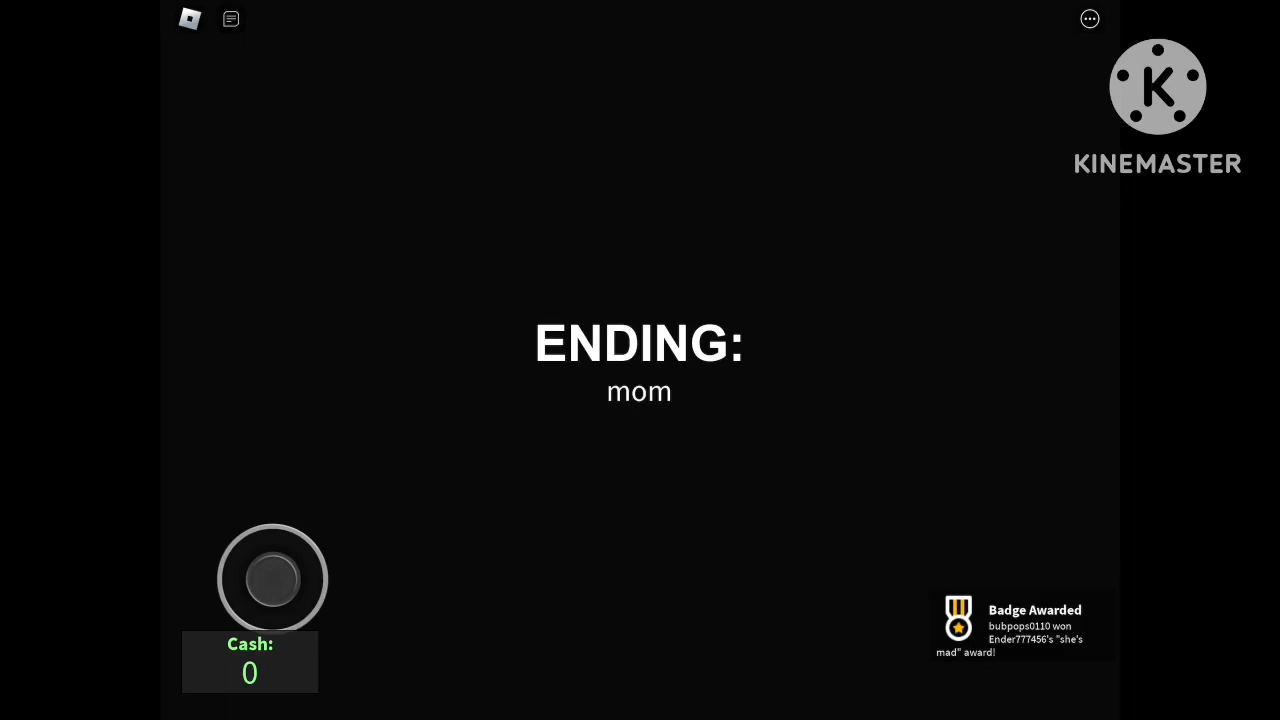 KINEMASTER
ENDING:
mom
Badge Awarded
bubpops0110 won
Ender777456's "she's
mad" award!
Cash:
0